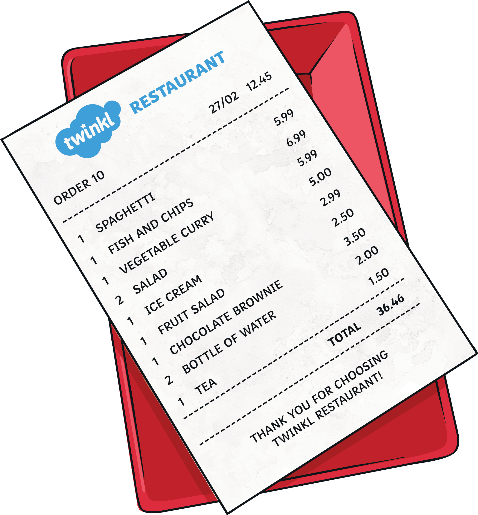 twinkl RESTAURANT
27/02 12.45
ORDER 10
1 SPAGHETTI 5.99
1 FISH AND CHIPS 6.99
1 VEGETABLE CURRY 5.99
2 SALAD 5.00
1 ICE CREAM 2.99
1 FRUIT SALAD 2.50
1 CHOCOLATE BROWNIE 3.50
2 BOTTLE OF WATER 2.00
1 TEA 1.50
TOTAL 36.46
THANK YOU FOR CHOOSING
TWINKL RESTAURANT!